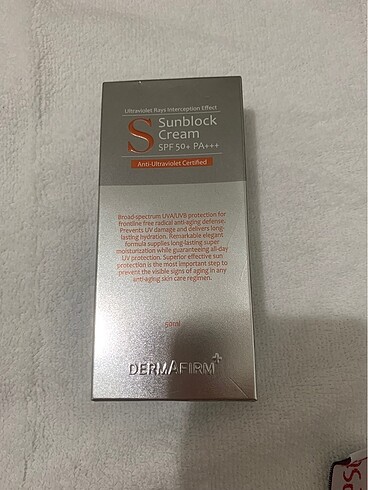 Ultraviolet Rays Interception Effect
S Sunblock
Cream
SPF 50+ PA+++
Anti-Ultraviolet Certified
Broad-spectrum UVA/UVB protection for
frontline free radical anti-aging defense.
Prevents UV damage and delivers long-
lasting hydration. Remarkable elegant
formula supplies long-lasting super
moisturization while guaranteeing all-day
UV protection. Superior effective sun
protection is the most important step to
prevent the visible signs of aging in any
anti-aging skin care regimen.
50ml
DERMAFIRM+